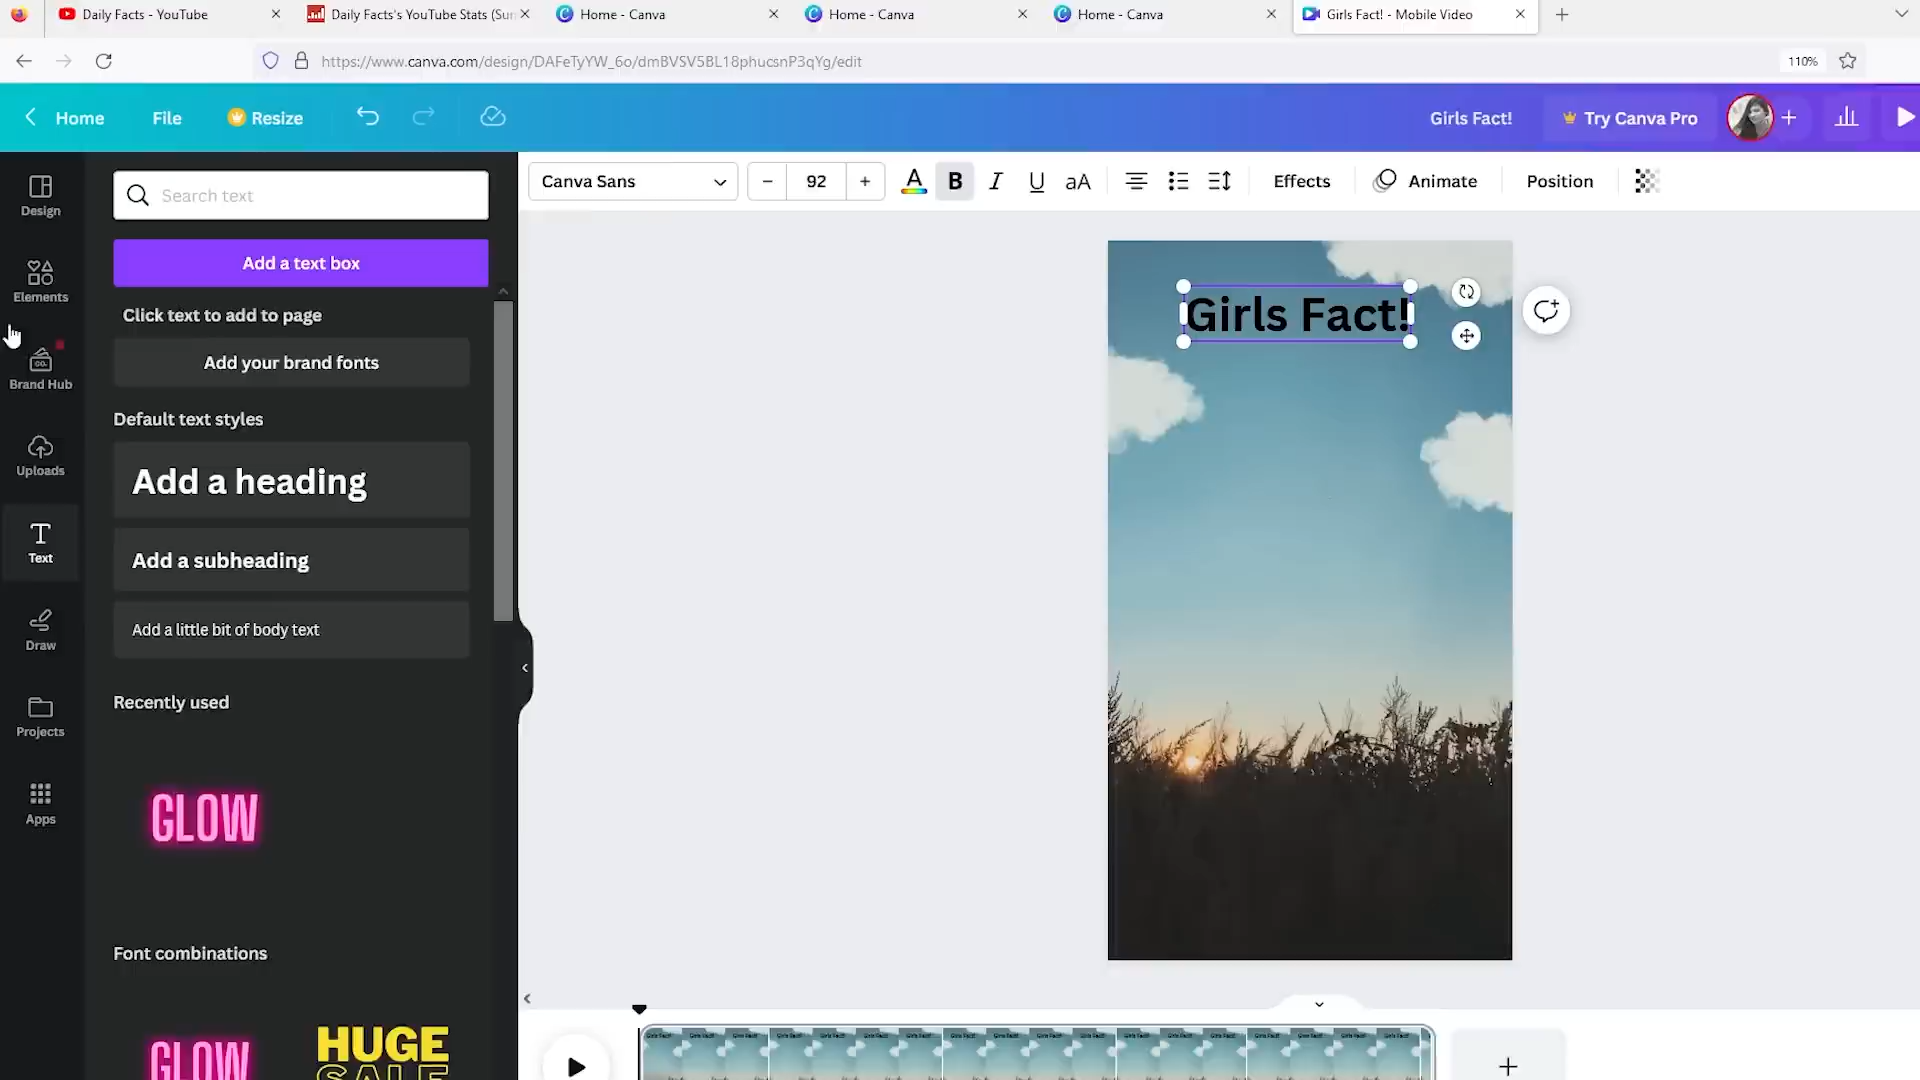 Daily Facts - YouTube
Daily Facts's YouTube Stats (Sum
Home - Canva
Home - Canva
Home - Canva
Girls Fact! - Mobile Video
https://www.canva.com/design/DAFeTyYW_6o/dmBVSV5BL18phucsnP3qYg/edit
110%
Home
File
Resize
Girls Fact!
Try Canva Pro
Design
Elements
Brand Hub
Uploads
Text
Draw
Projects
Apps
Search text
Add a text box
Click text to add to page
Add your brand fonts
Default text styles
Add a heading
Add a subheading
Add a little bit of body text
Recently used
GLOW
Font combinations
GLOW
HUGE
SALE
Canva Sans
92
A
B
I
U
aA
Effects
Animate
Position
Girls Fact!